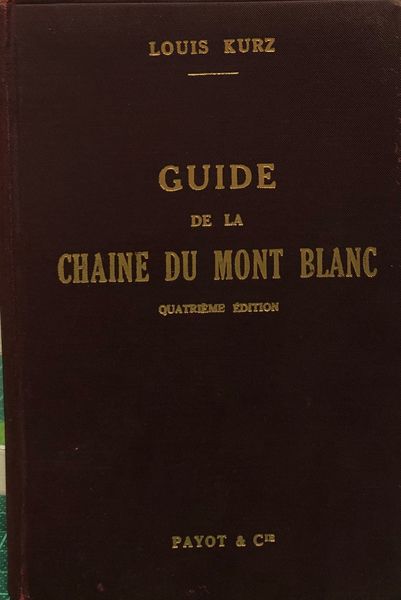 LOUIS KURZ
GUIDE
DE LA
CHAINE DU MONT BLANC
QUATRIÈME ÉDITION
PAYOT & CIE